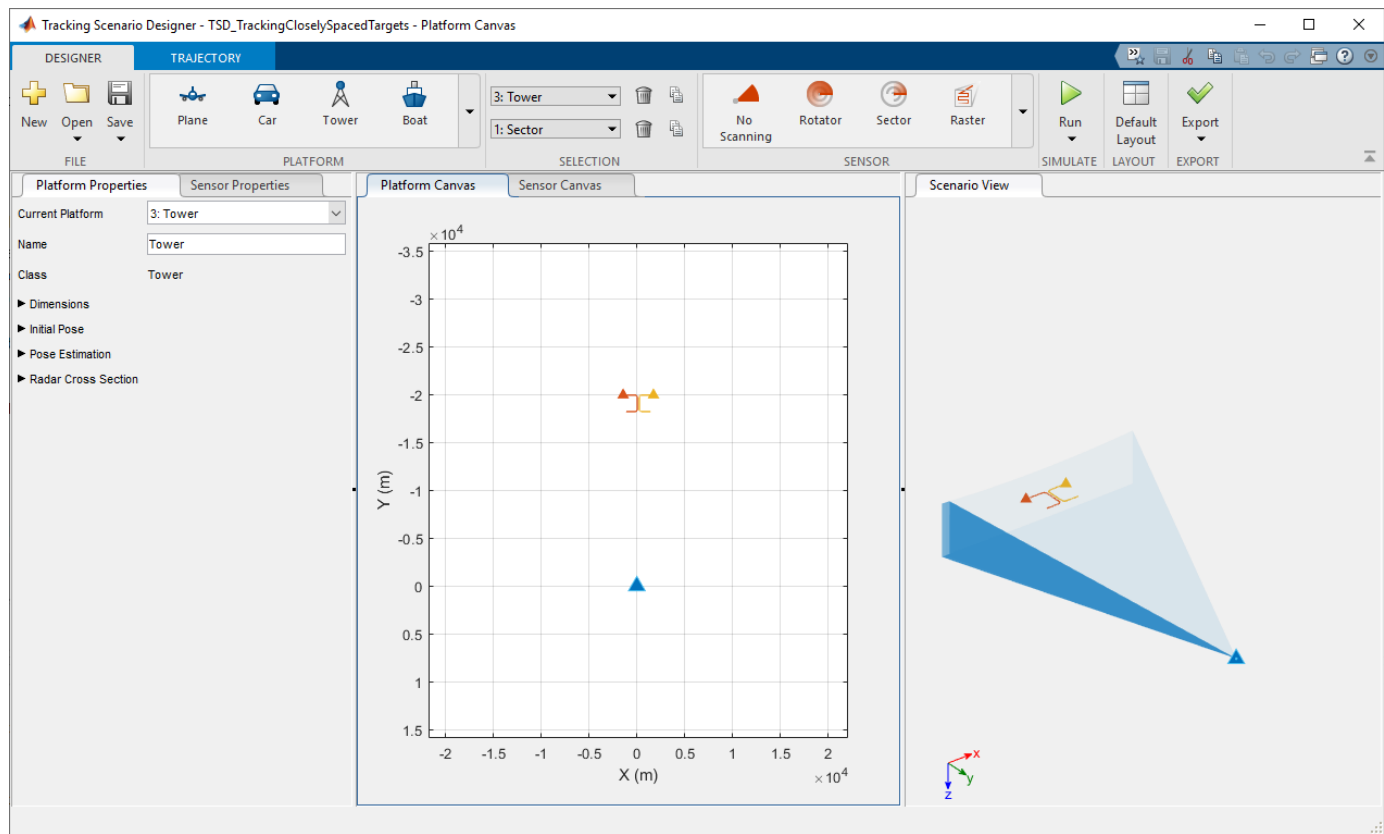 Tracking Scenario Designer - TSD_TrackingCloselySpacedTargets - Platform Canvas
DESIGNER TRAJECTORY
New Open Save
Plane Car Tower Boat
3: Tower
1: Sector
No Scanning Rotator Sector Raster
Run Default Layout Export
FILE PLATFORM SELECTION SENSOR SIMULATE LAYOUT EXPORT
Platform Properties Sensor Properties
Current Platform 3: Tower
Name Tower
Class Tower
Dimensions
Initial Pose
Pose Estimation
Radar Cross Section
Platform Canvas Sensor Canvas
×10⁴
-3.5
-3
-2.5
-2
-1.5
-1
-0.5
0
0.5
1
1.5
Y (m)
-2 -1.5 -1 -0.5 0 0.5 1 1.5 2
X (m) ×10⁴
Scenario View
x
y
z